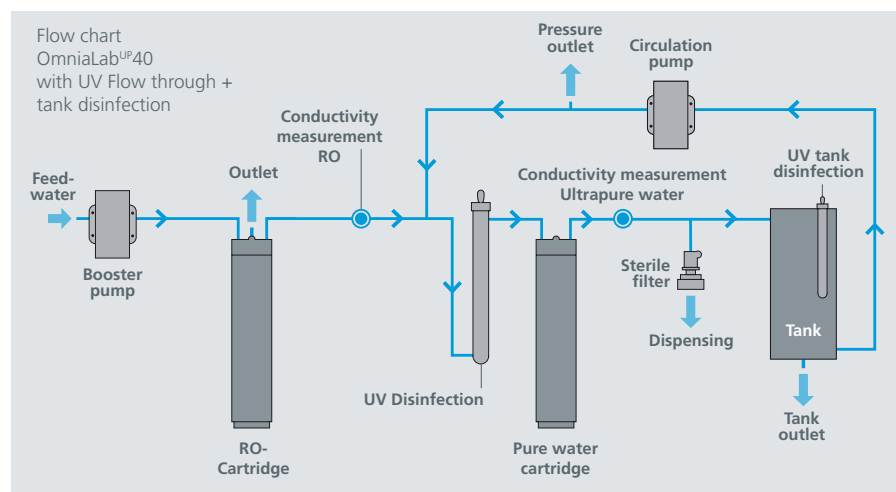 Flow chart
OmniaLabUP40
with UV Flow through +
tank disinfection
Pressure
outlet
Circulation
pump
Conductivity
measurement
RO
Feed-
water
Outlet
Conductivity measurement
Ultrapure water
UV tank
disinfection
Booster
pump
Sterile
filter
Tank
Dispensing
UV Disinfection
Tank
outlet
RO-
Cartridge
Pure water
cartridge